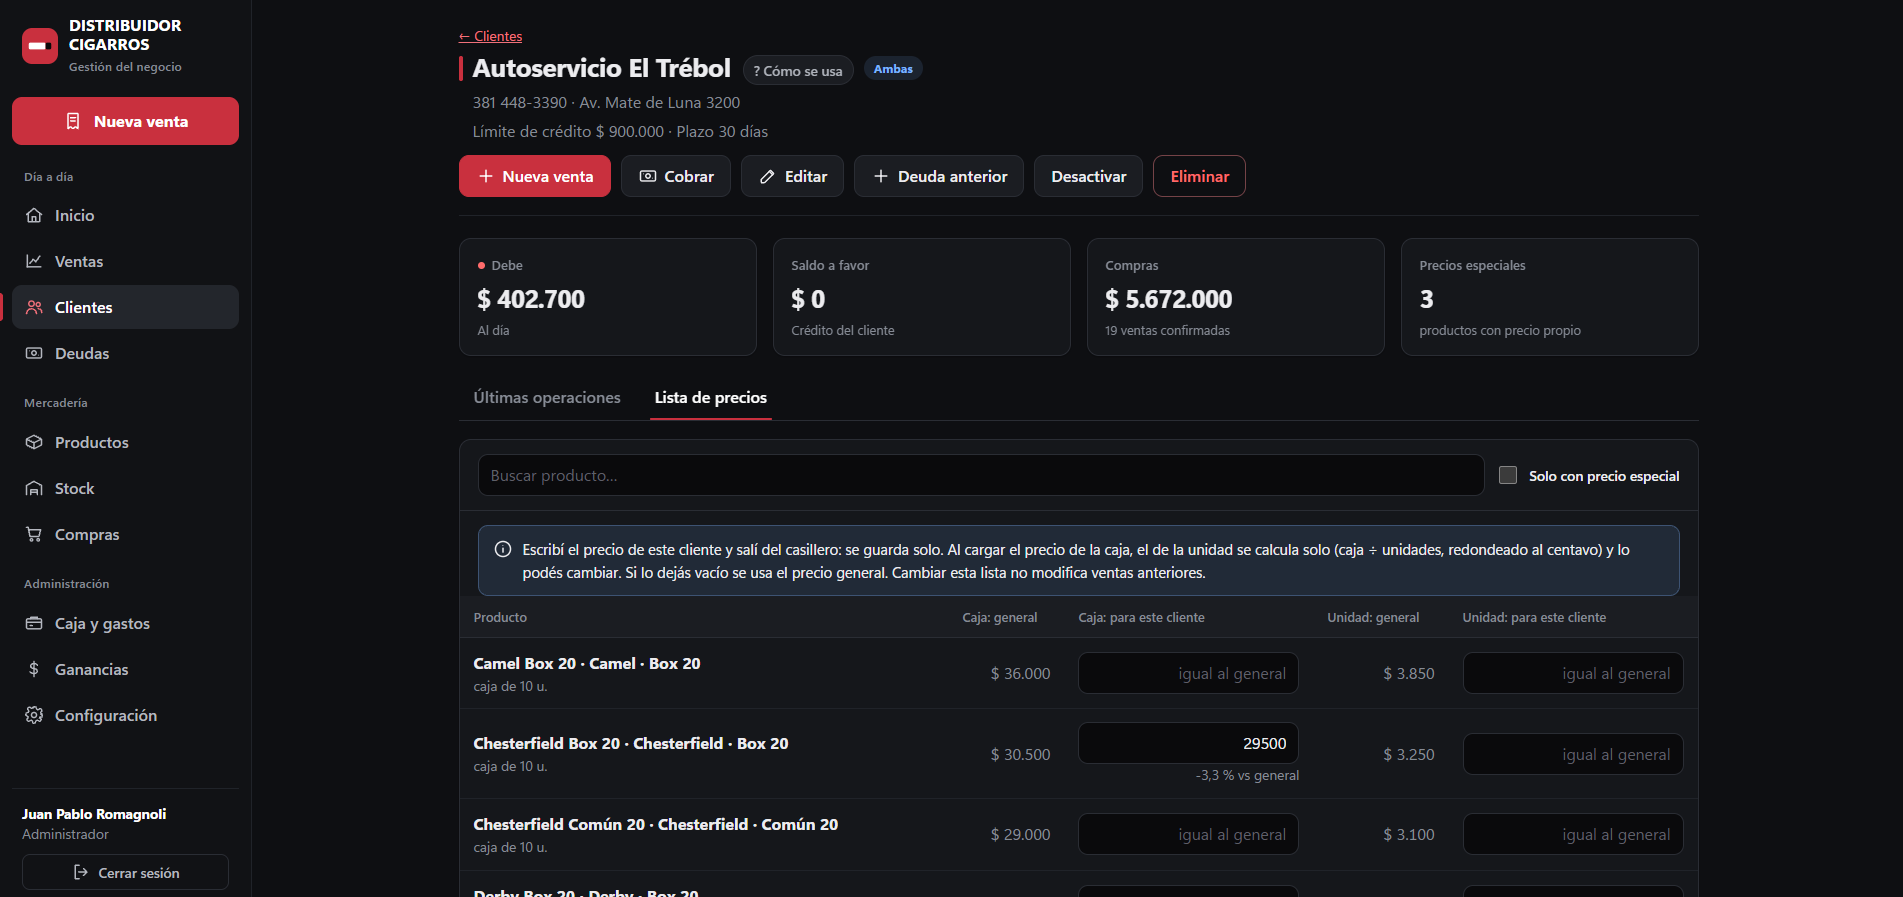 DISTRIBUIDOR
CIGARROS
Gestión del negocio
Nueva venta
Día a día
Inicio
Ventas
Clientes
Deudas
Mercadería
Productos
Stock
Compras
Administración
Caja y gastos
Ganancias
Configuración
Juan Pablo Romagnoli
Administrador
Cerrar sesión
← Clientes
Autoservicio El Trébol ? Cómo se usa Ambas
381 448-3390 · Av. Mate de Luna 3200
Límite de crédito $ 900.000 · Plazo 30 días
+ Nueva venta Cobrar Editar + Deuda anterior Desactivar Eliminar
Debe
$ 402.700
Al día
Saldo a favor
$ 0
Crédito del cliente
Compras
$ 5.672.000
19 ventas confirmadas
Precios especiales
3
productos con precio propio
Últimas operaciones Lista de precios
Buscar producto... Solo con precio especial
Escribí el precio de este cliente y salí del casillero: se guarda solo. Al cargar el precio de la caja, el de la unidad se calcula solo (caja ÷ unidades, redondeado al centavo) y lo
podés cambiar. Si lo dejás vacío se usa el precio general. Cambiar esta lista no modifica ventas anteriores.
Producto Caja: general Caja: para este cliente Unidad: general Unidad: para este cliente
Camel Box 20 · Camel · Box 20
caja de 10 u.
$ 36.000 igual al general $ 3.850 igual al general
Chesterfield Box 20 · Chesterfield · Box 20
caja de 10 u.
$ 30.500 29500 $ 3.250 igual al general
-3,3 % vs general
Chesterfield Común 20 · Chesterfield · Común 20
caja de 10 u.
$ 29.000 igual al general $ 3.100 igual al general
Derby Box 20 · Derby · Box 20